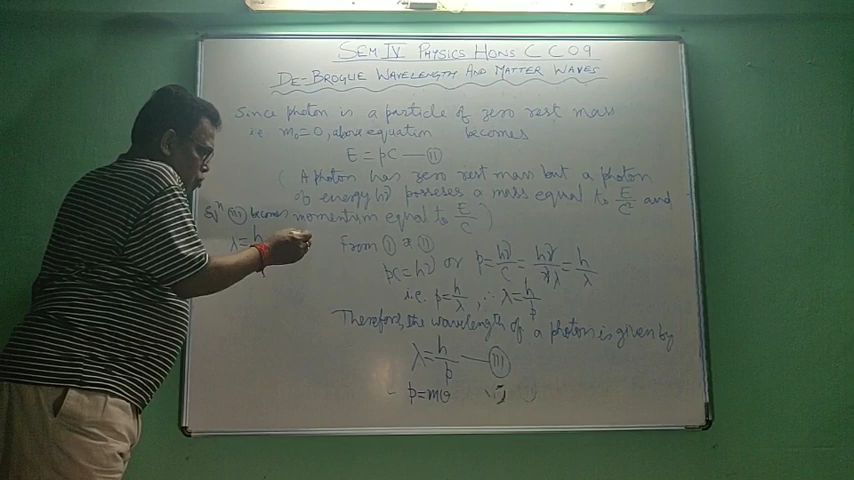 SEM IV PHYSICS HONS C C 09
DE-BROGUE WAVELENGTH AND MATTER WAVES
Since photon is a particle of zero rest mass
i.e m₀=0, above equation becomes
E = pC — (II)
( A photon has zero rest mass but a photon
of energy hν posseses a mass equal to E/C² and
momentum equal to E/C )
Eqⁿ (III) becomes
λ = h
From (I) & (II)
pc = hν or p = hν/C = hν/νλ = h/λ
i.e. p = h/λ, ∴ λ = h/p
Therefore, the wavelength of a photon is given by
λ = h/p — (III)
p = mv